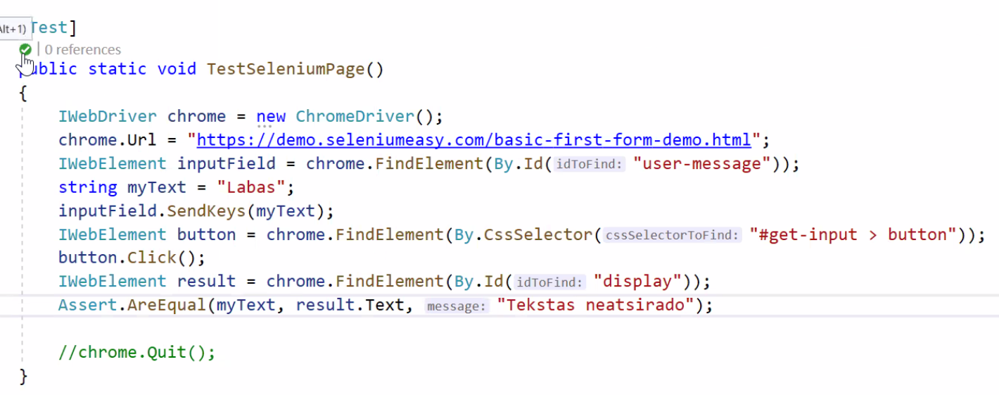 Alt+1)
Test]
0 references
public static void TestSeleniumPage()
{
IWebDriver chrome = new ChromeDriver();
chrome.Url = "https://demo.seleniumeasy.com/basic-first-form-demo.html";
IWebElement inputField = chrome.FindElement(By.Id(idToFind: "user-message"));
string myText = "Labas";
inputField.SendKeys(myText);
IWebElement button = chrome.FindElement(By.CssSelector(cssSelectorToFind: "#get-input > button"));
button.Click();
IWebElement result = chrome.FindElement(By.Id(idToFind: "display"));
Assert.AreEqual(myText, result.Text, message: "Tekstas neatsirado");
//chrome.Quit();
}